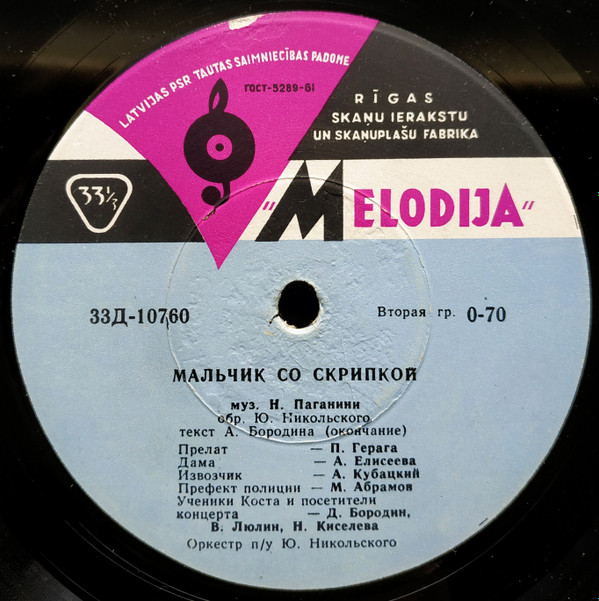 LATVIJAS PSR TAUTAS SAIMNIECĪBAS PADOME
ГОСТ-5289-61
RĪGAS
SKAŅU IERAKSTU
UN SKAŅUPLAŠU FABRIKA
33⅓
"MELODIJA"
33Д-10760
Вторая гр. 0-70
МАЛЬЧИК СО СКРИПКОЙ
муз. Н. Паганини
обр. Ю. Никольского
текст А. Бородина (окончание)
Прелат — П. Герага
Дама — А. Елисеева
Извозчик — А. Кубацкий
Префект полиции — М. Абрамов
Ученики Коста и посетители
концерта — Д. Бородин,
В. Люлин, Н. Киселева
Оркестр п/у Ю. Никольского